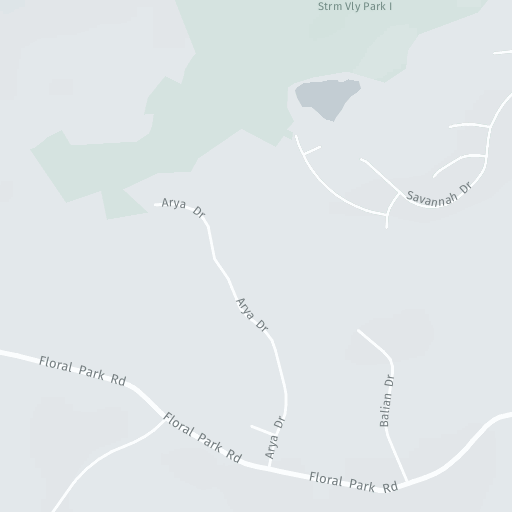 Strm Vly Park I
Savannah Dr
Arya Dr
Arya Dr
Floral Park Rd
Balian Dr
Arya Dr
Floral Park Rd
Floral Park Rd